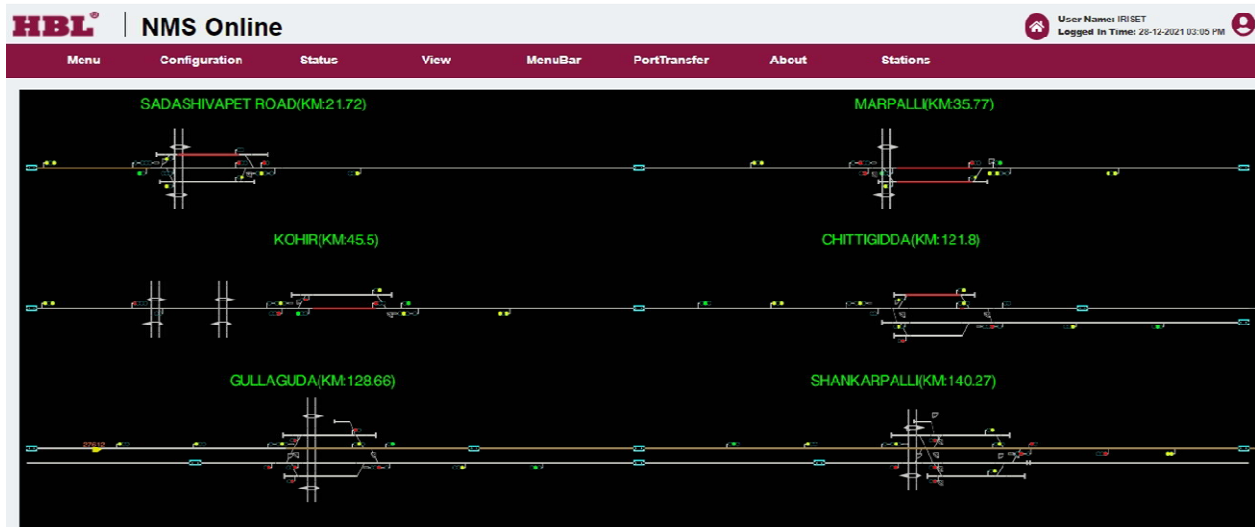 HBL® NMS Online
User Name: IRISET
Logged In Time: 28-12-2021 03:05 PM
Menu Configuration Status View MenuBar PortTransfer About Stations
SADASHIVAPET ROAD(KM:21.72) MARPALLI(KM:35.77)
KOHIR(KM:45.5) CHITTIGIDDA(KM:121.8)
GULLAGUDA(KM:128.66) SHANKARPALLI(KM:140.27)
27612